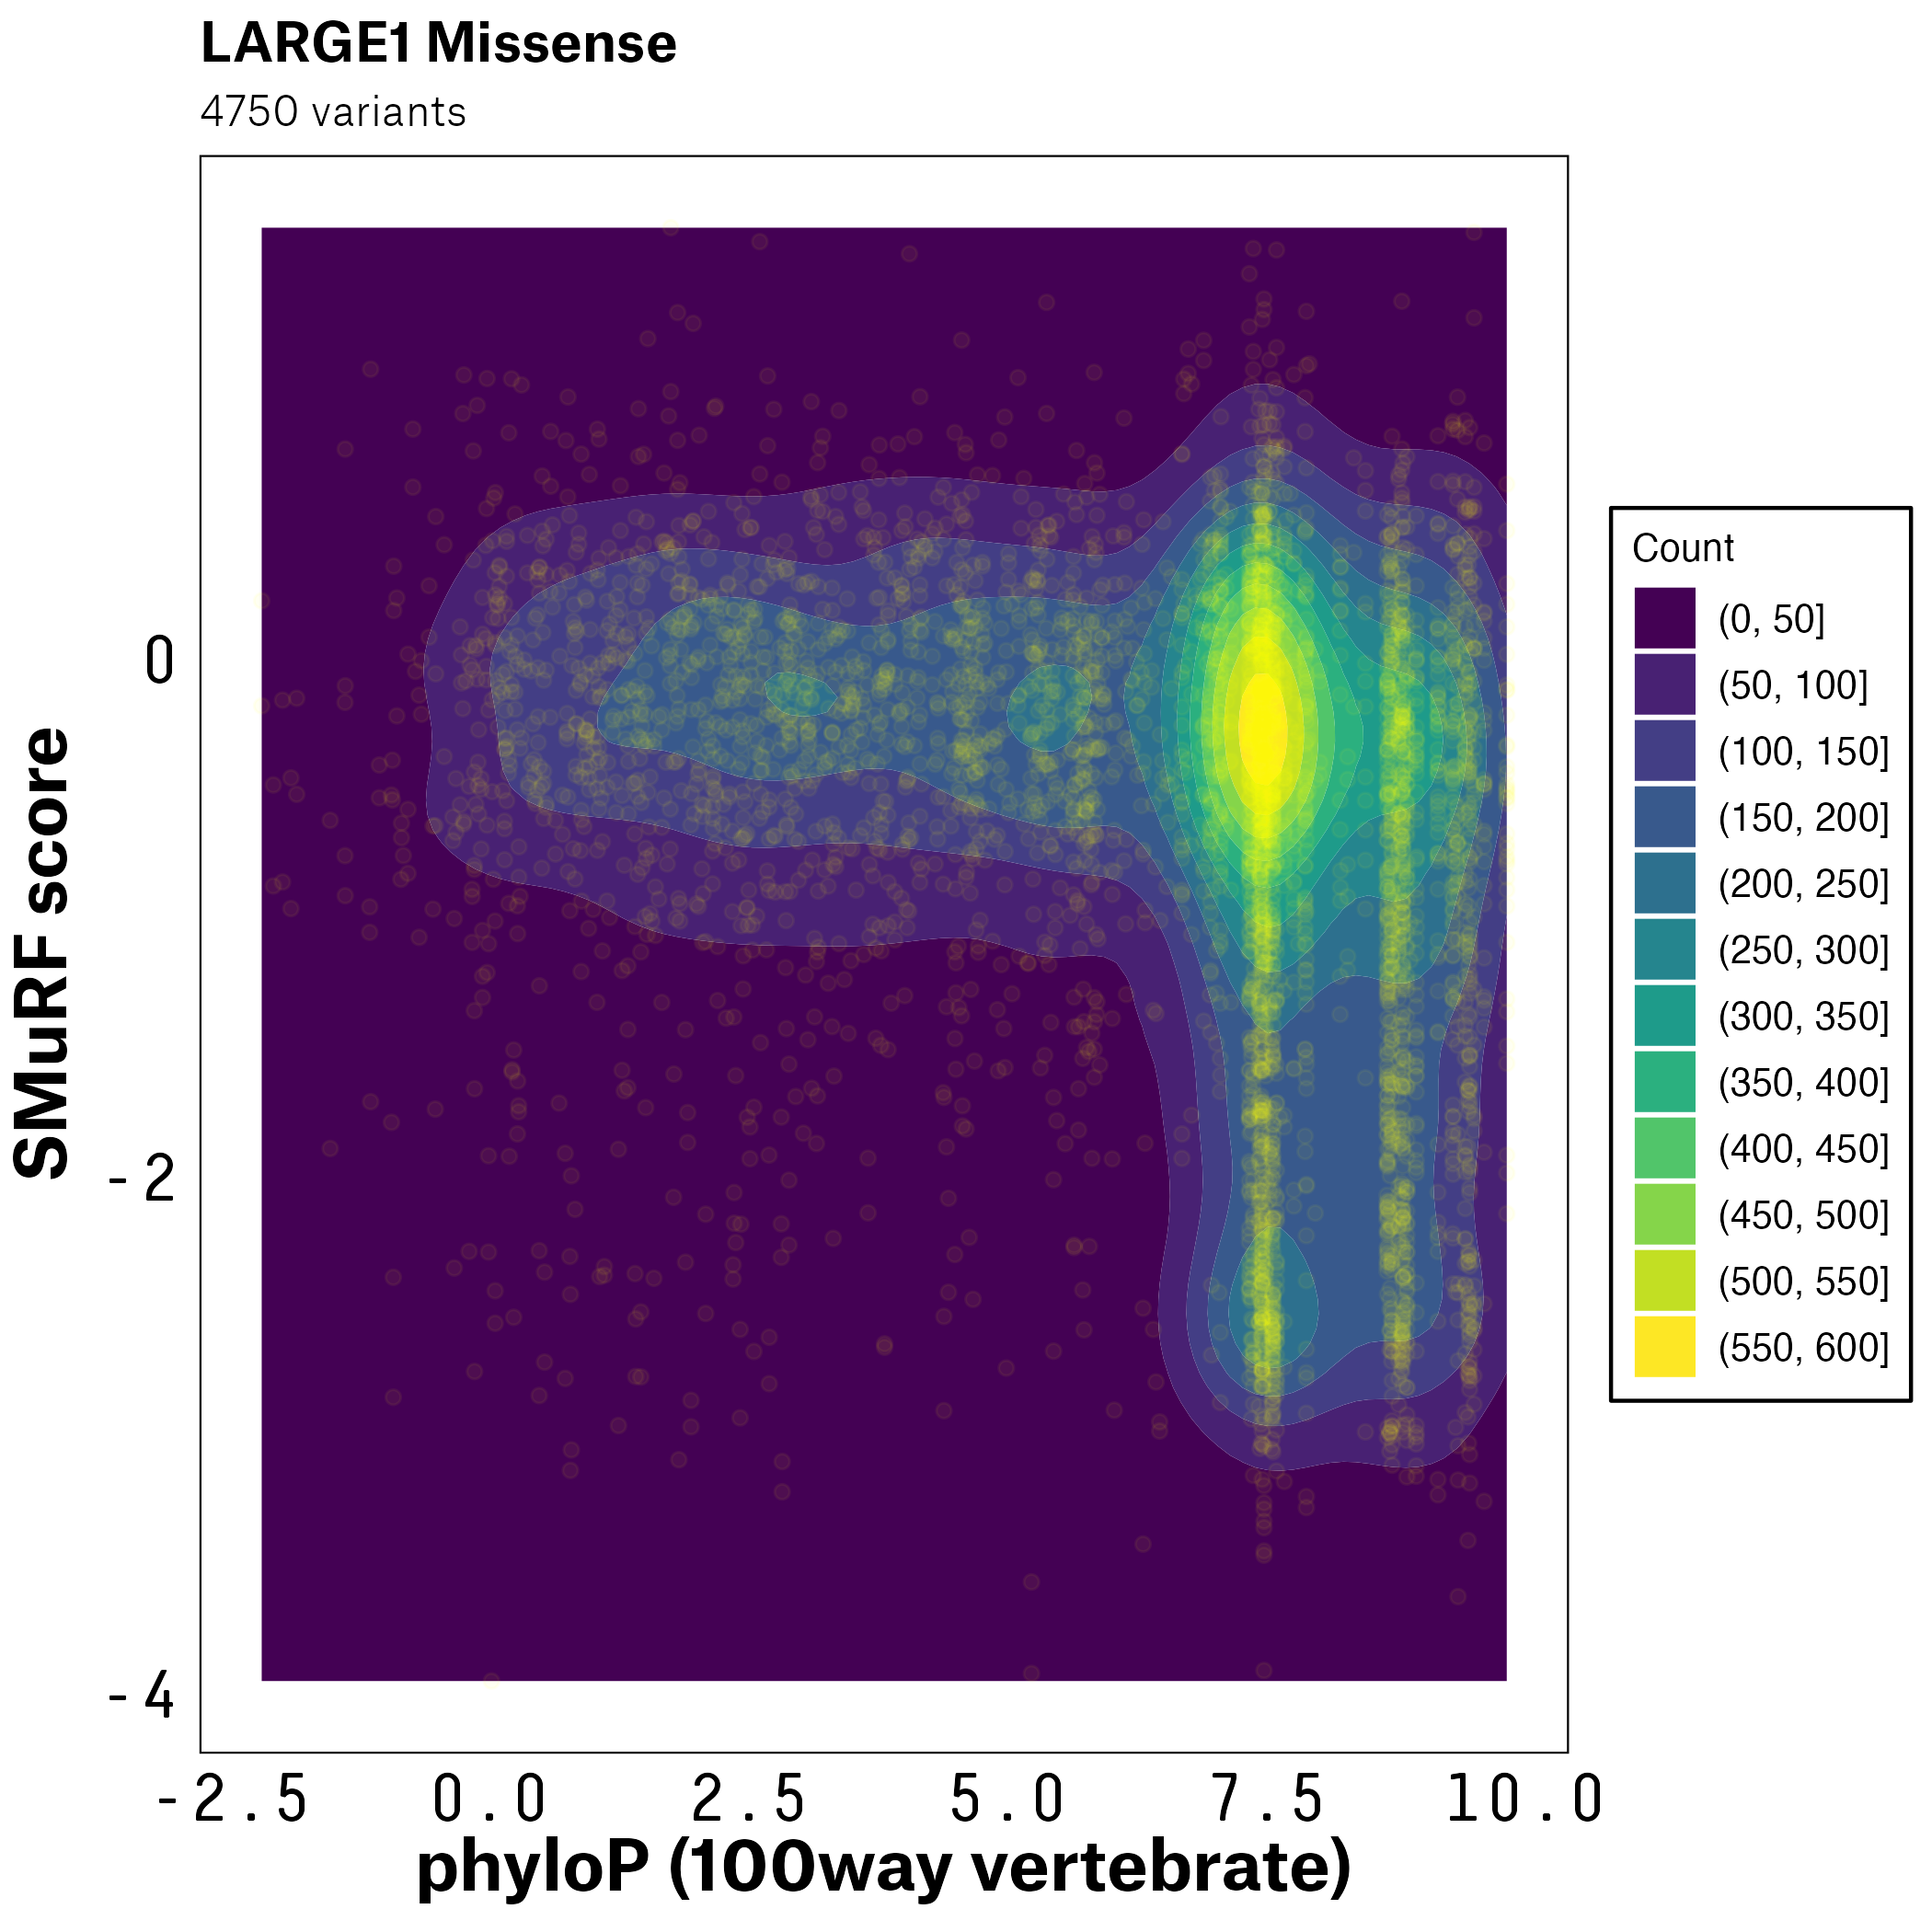 LARGE1 Missense
4750 variants
SMuRF score
0
-2
-4
-2.5 0.0 2.5 5.0 7.5 10.0
phyloP (100way vertebrate)
Count
(0, 50]
(50, 100]
(100, 150]
(150, 200]
(200, 250]
(250, 300]
(300, 350]
(350, 400]
(400, 450]
(450, 500]
(500, 550]
(550, 600]